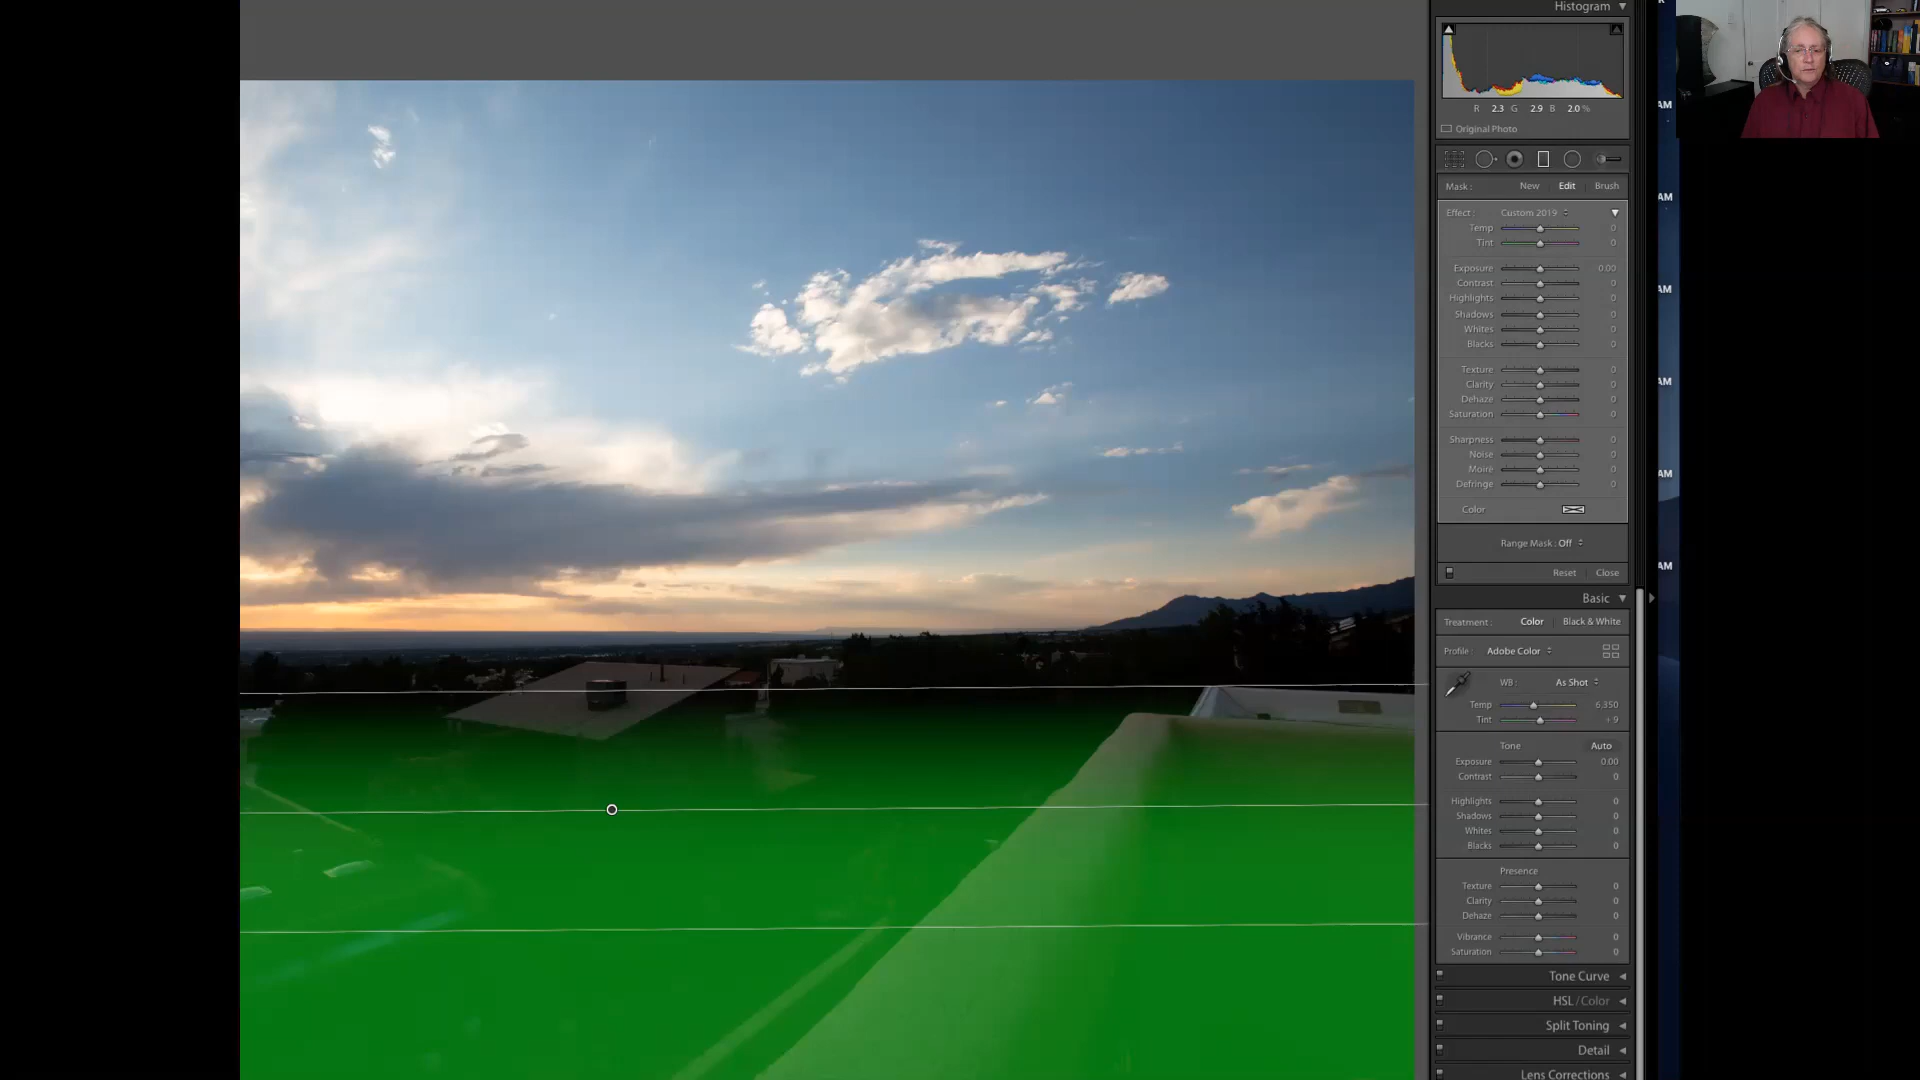 Histogram
R 2.3 G 2.9 B 2.0 %
Original Photo
Mask : New Edit Brush
Effect : Custom 2019
Temp 0
Tint 0
Exposure 0.00
Contrast 0
Highlights 0
Shadows 0
Whites 0
Blacks 0
Texture 0
Clarity 0
Dehaze 0
Saturation 0
Sharpness 0
Noise 0
Moiré 0
Defringe 0
Color
Range Mask : Off
Reset Close
Basic
Treatment : Color Black & White
Profile : Adobe Color
WB : As Shot
Temp 6,350
Tint + 9
Tone Auto
Exposure 0.00
Contrast 0
Highlights 0
Shadows 0
Whites 0
Blacks 0
Presence
Texture 0
Clarity 0
Dehaze 0
Vibrance 0
Saturation 0
Tone Curve
HSL / Color
Split Toning
Detail
Lens Corrections
AM
AM
AM
AM
AM
AM